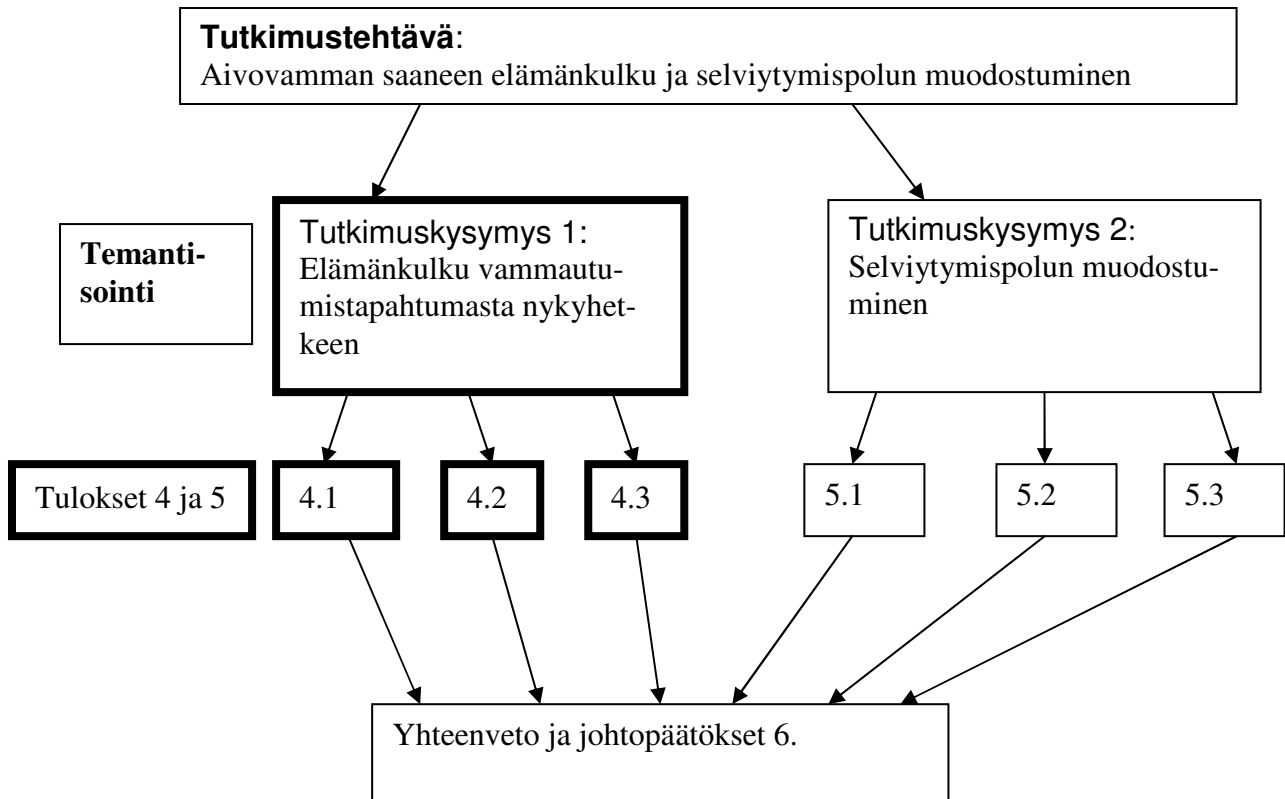 Tutkimustehtävä:
Aivovamman saaneen elämänkulku ja selviytymispolun muodostuminen
Temanti-
sointi
Tutkimuskysymys 1:
Elämänkulku vammautu-
mistapahtumasta nykyhet-
keen
Tutkimuskysymys 2:
Selviytymispolun muodostu-
minen
Tulokset 4 ja 5
4.1
4.2
4.3
5.1
5.2
5.3
Yhteenveto ja johtopäätökset 6.